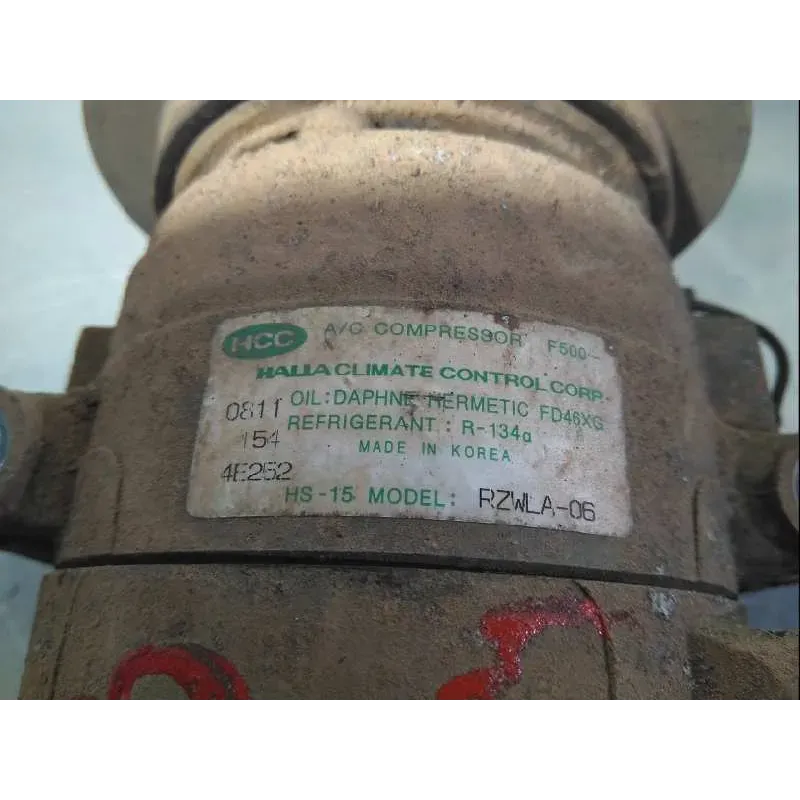 HCC A/C COMPRESSOR F500-
HALLA CLIMATE CONTROL CORP.
0811 OIL: DAPHNE HERMETIC FD46XG
154 REFRIGERANT : R-134a
MADE IN KOREA
4E252
HS-15 MODEL: RZWLA-06